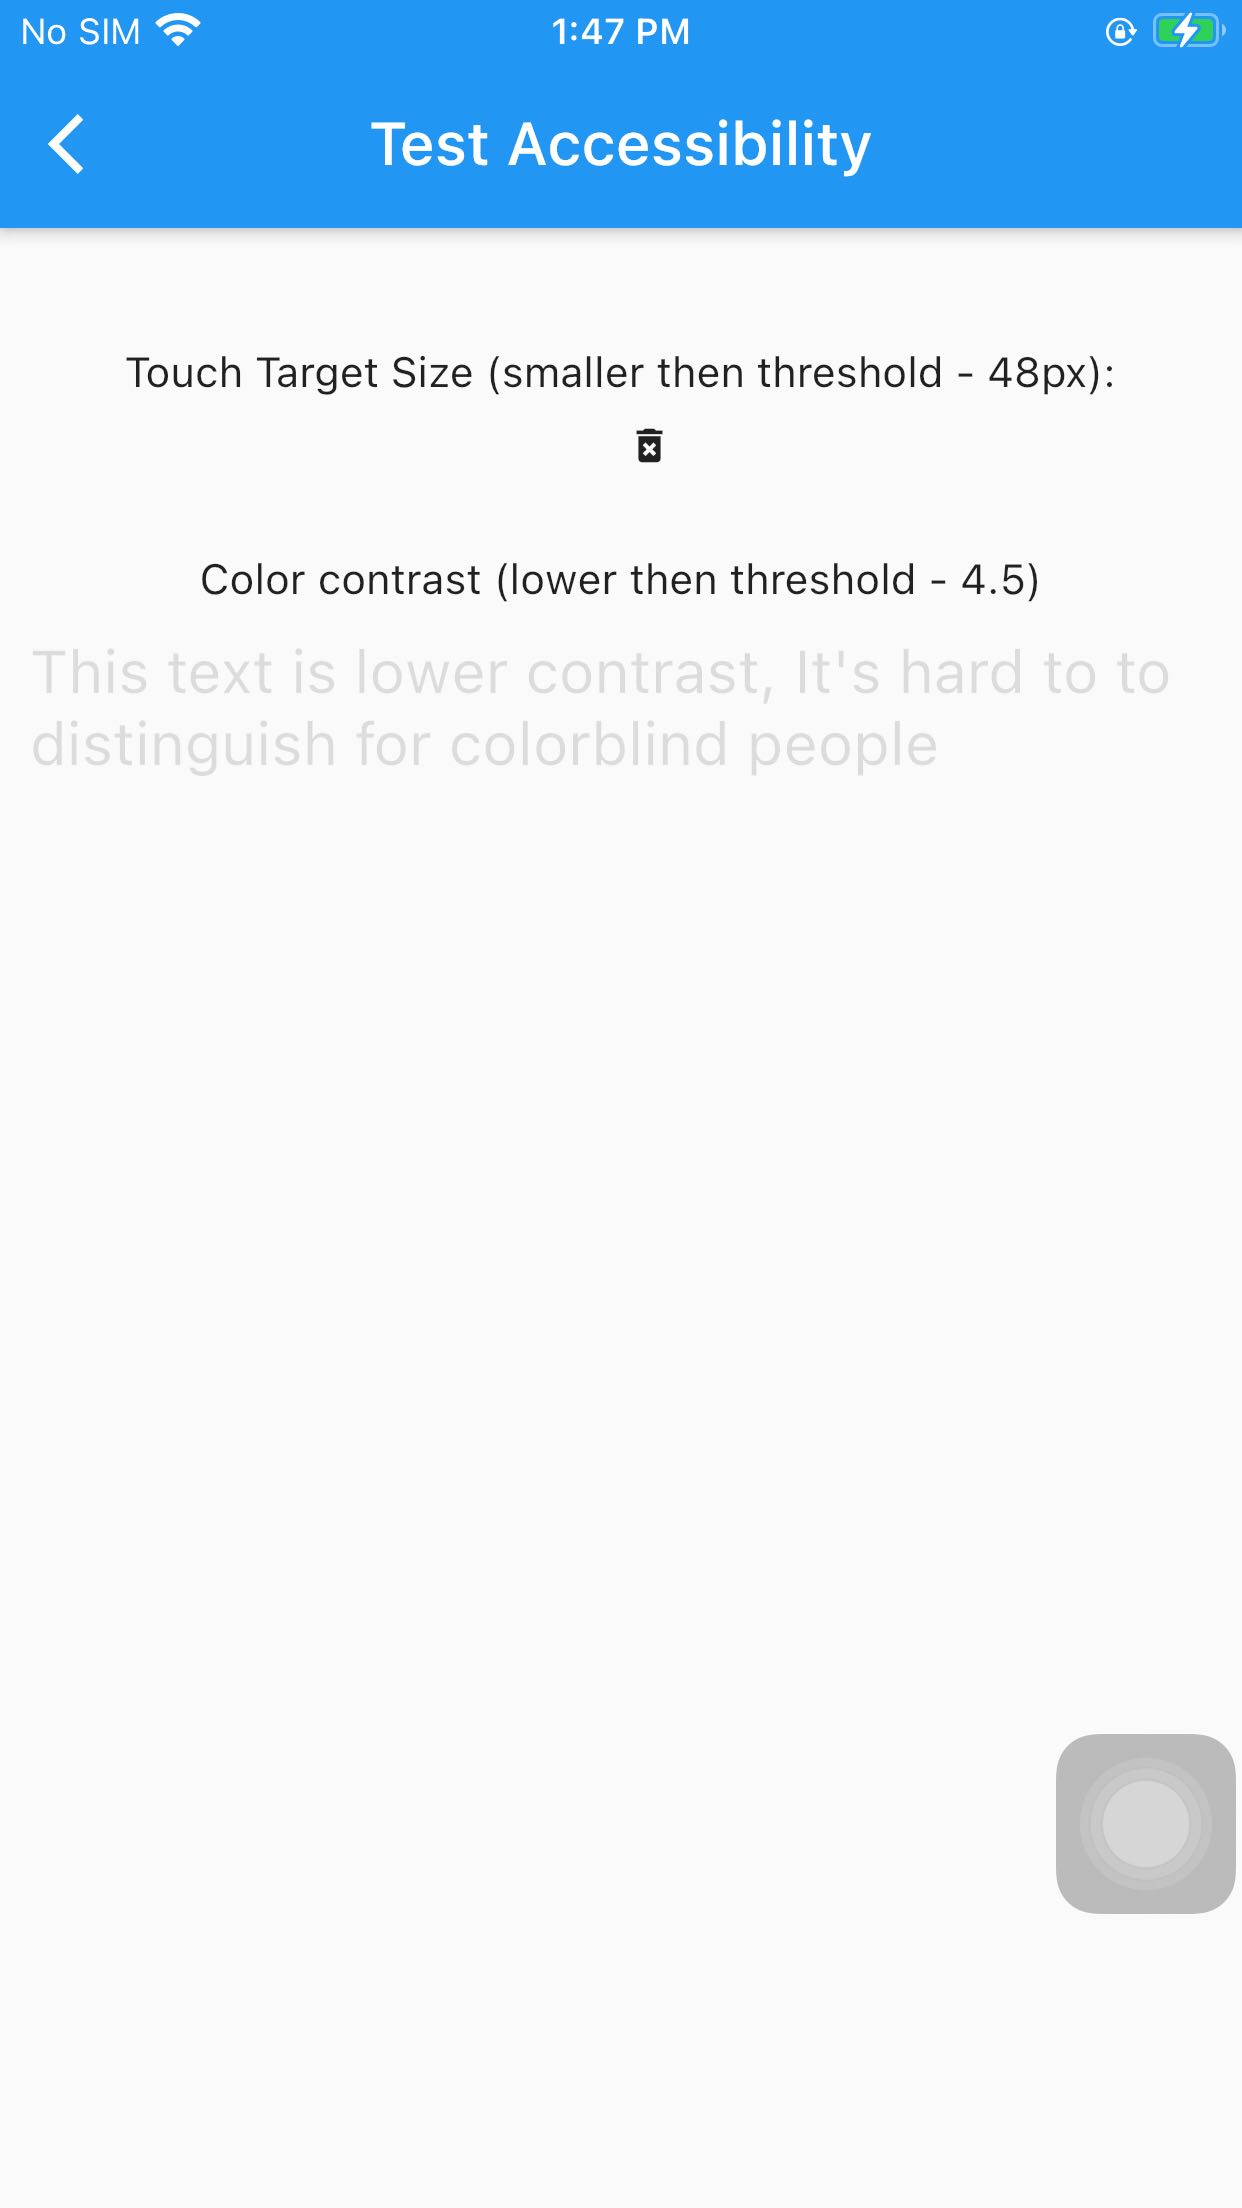 No SIM 1:47 PM
Test Accessibility
Touch Target Size (smaller then threshold - 48px):
Color contrast (lower then threshold - 4.5)
This text is lower contrast, It's hard to to
distinguish for colorblind people